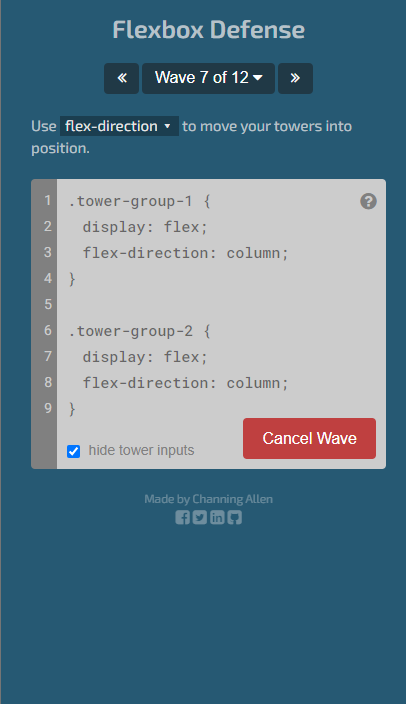 Flexbox Defense
« Wave 7 of 12 »
Use flex-direction to move your towers into
position.
1 .tower-group-1 {
2 display: flex;
3 flex-direction: column;
4 }
5
6 .tower-group-2 {
7 display: flex;
8 flex-direction: column;
9 }
hide tower inputs
Cancel Wave
Made by Channing Allen